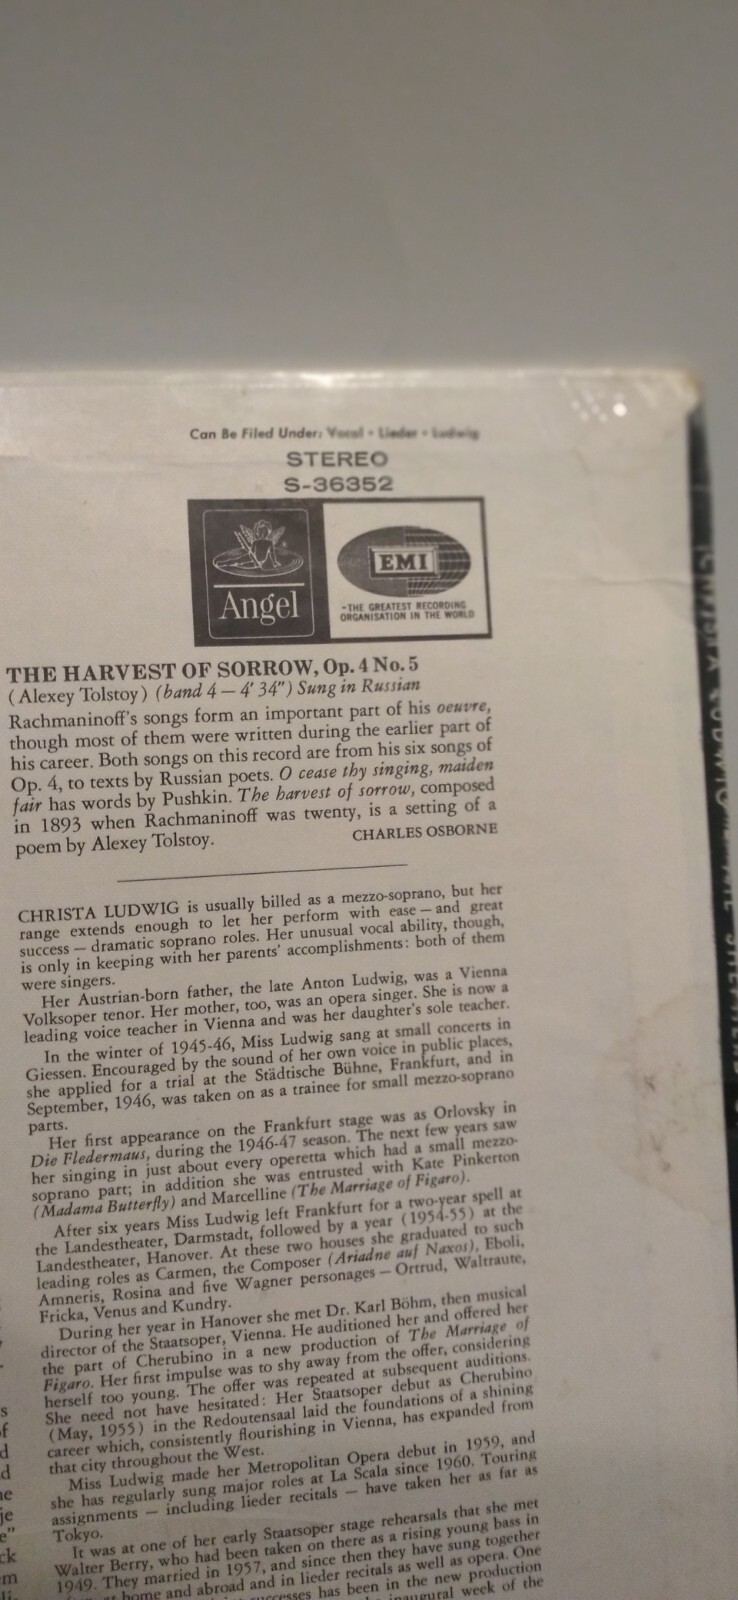 Can Be Filed Under: Vocal • Lieder • Ludwig
STEREO
S-36352
Angel
EMI
-THE GREATEST RECORDING
ORGANISATION IN THE WORLD
THE HARVEST OF SORROW, Op. 4 No. 5
(Alexey Tolstoy) (band 4 — 4' 34") Sung in Russian
Rachmaninoff's songs form an important part of his oeuvre,
though most of them were written during the earlier part of
his career. Both songs on this record are from his six songs of
Op. 4, to texts by Russian poets. O cease thy singing, maiden
fair has words by Pushkin. The harvest of sorrow, composed
in 1893 when Rachmaninoff was twenty, is a setting of a
poem by Alexey Tolstoy. CHARLES OSBORNE
CHRISTA LUDWIG is usually billed as a mezzo-soprano, but her
range extends enough to let her perform with ease — and great
success — dramatic soprano roles. Her unusual vocal ability, though,
is only in keeping with her parents' accomplishments: both of them
were singers.
Her Austrian-born father, the late Anton Ludwig, was a Vienna
Volksoper tenor. Her mother, too, was an opera singer. She is now a
leading voice teacher in Vienna and was her daughter's sole teacher.
In the winter of 1945-46, Miss Ludwig sang at small concerts in
Giessen. Encouraged by the sound of her own voice in public places,
she applied for a trial at the Städtische Bühne, Frankfurt, and in
September, 1946, was taken on as a trainee for small mezzo-soprano
parts.
Her first appearance on the Frankfurt stage was as Orlovsky in
Die Fledermaus, during the 1946-47 season. The next few years saw
her singing in just about every operetta which had a small mezzo-
soprano part; in addition she was entrusted with Kate Pinkerton
(Madama Butterfly) and Marcelline (The Marriage of Figaro).
After six years Miss Ludwig left Frankfurt for a two-year spell at
the Landestheater, Darmstadt, followed by a year (1954-55) at the
Landestheater, Hanover. At these two houses she graduated to such
leading roles as Carmen, the Composer (Ariadne auf Naxos), Eboli,
Amneris, Rosina and five Wagner personages — Ortrud, Waltraute,
Fricka, Venus and Kundry.
During her year in Hanover she met Dr. Karl Böhm, then musical
director of the Staatsoper, Vienna. He auditioned her and offered her
the part of Cherubino in a new production of The Marriage of
Figaro. Her first impulse was to shy away from the offer, considering
herself too young. The offer was repeated at subsequent auditions.
She need not have hesitated: Her Staatsoper debut as Cherubino
(May, 1955) in the Redoutensaal laid the foundations of a shining
career which, consistently flourishing in Vienna, has expanded from
that city throughout the West.
Miss Ludwig made her Metropolitan Opera debut in 1959, and
she has regularly sung major roles at La Scala since 1960. Touring
assignments — including lieder recitals — have taken her as far as
Tokyo.
It was at one of her early Staatsoper stage rehearsals that she met
Walter Berry, who had been taken on there as a rising young bass in
1949. They married in 1957, and since then they have sung together
at home and abroad and in lieder recitals as well as opera. One
successes has been in the new production
inaugural week of the